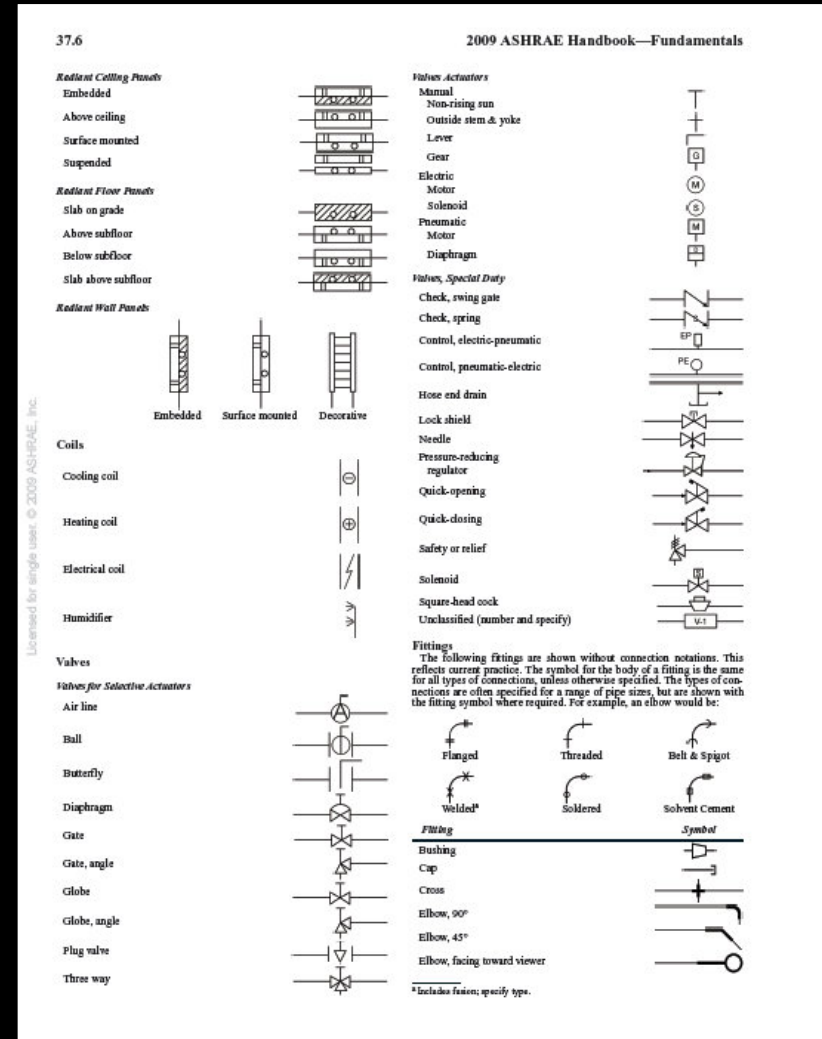 37.6
2009 ASHRAE Handbook—Fundamentals
Radiant Ceiling Panels
Embedded
Above ceiling
Surface mounted
Suspended
Radiant Floor Panels
Slab on grade
Above subfloor
Below subfloor
Slab above subfloor
Radiant Wall Panels
Embedded
Surface mounted
Decorative
Coils
Cooling coil
Heating coil
Electrical coil
Humidifier
Valves
Valves for Selective Actuators
Air line
A
Ball
Butterfly
Diaphragm
Gate
Gate, angle
Globe
Globe, angle
Plug valve
Three way
Valves Actuators
Manual
Non-rising sun
Outside stem & yoke
Lever
Gear
G
Electric
Motor
M
Solenoid
S
Pneumatic
Motor
M
Diaphragm
Valves, Special Duty
Check, swing gate
Check, spring
Control, electric-pneumatic
EP
Control, pneumatic-electric
PE
Hose end drain
Lock shield
Needle
Pressure-reducing
regulator
Quick-opening
Quick-closing
Safety or relief
Solenoid
S
Square-head cock
Unclassified (number and specify)
V-1
Fittings
The following fittings are shown without connection notations. This
reflects current practice. The symbol for the body of a fitting is the same
for all types of connections, unless otherwise specified. The types of con-
nections are often specified for a range of pipe sizes, but are shown with
the fitting symbol where required. For example, an elbow would be:
Flanged
Threaded
Belt & Spigot
Weldedª
Soldered
Solvent Cement
Fitting
Symbol
Bushing
Cap
Cross
Elbow, 90°
Elbow, 45°
Elbow, facing toward viewer
ª Includes fusion; specify type.
Licensed for single user. © 2009 ASHRAE, Inc.